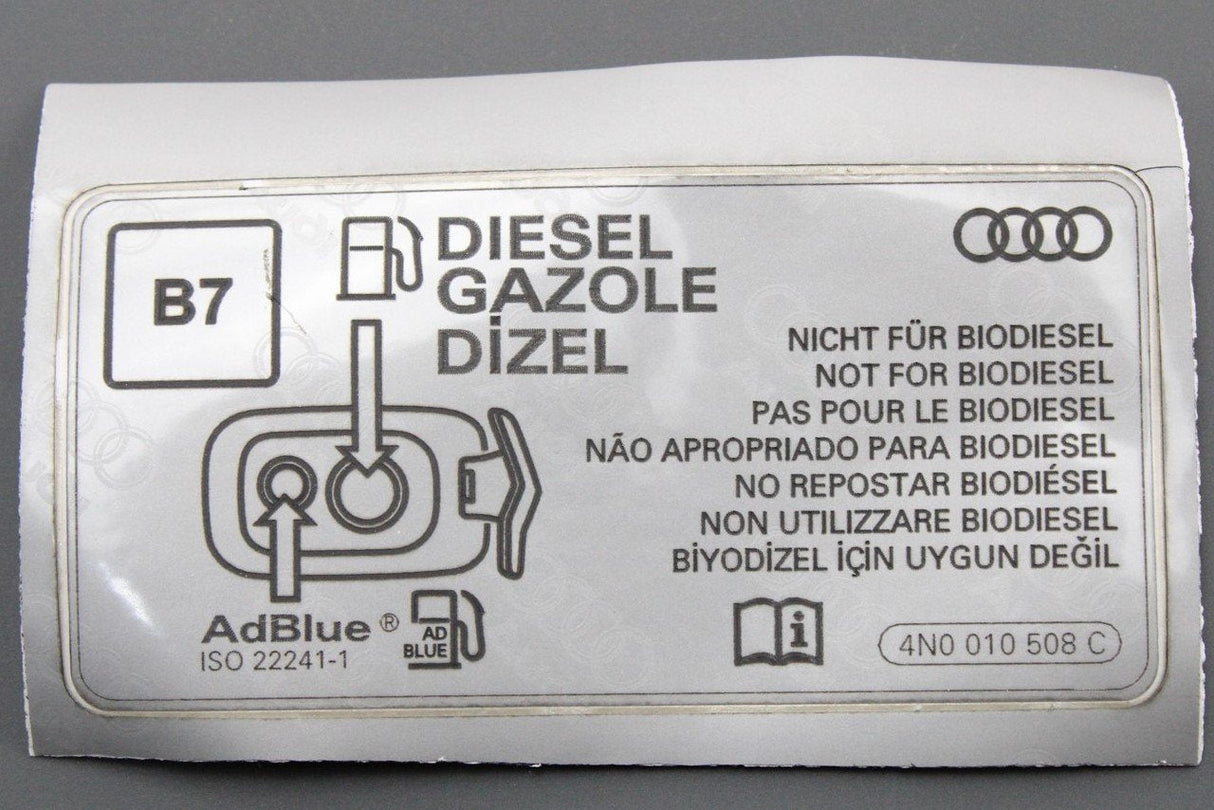 B7
DIESEL
GAZOLE
DİZEL
NICHT FÜR BIODIESEL
NOT FOR BIODIESEL
PAS POUR LE BIODIESEL
NÃO APROPRIADO PARA BIODIESEL
NO REPOSTAR BIODIÉSEL
NON UTILIZZARE BIODIESEL
BİYODİZEL İÇİN UYGUN DEĞİL
AdBlue®
ISO 22241-1
AD
BLUE
i
4N0 010 508 C